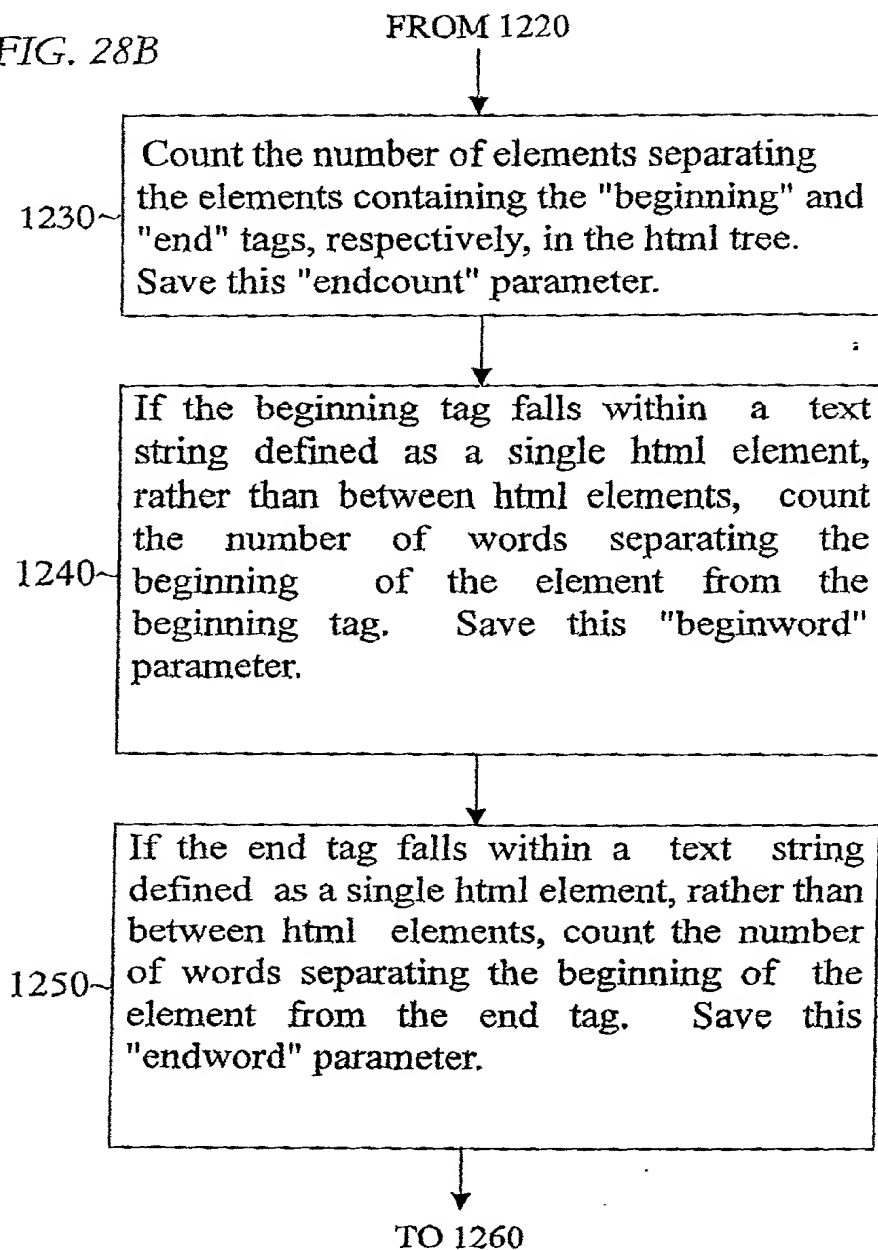 FIG. 28B
FROM 1220
Count the number of elements separating
the elements containing the "beginning" and
"end" tags, respectively, in the html tree.
Save this "endcount" parameter.
1230~
If the beginning tag falls within a text
string defined as a single html element,
rather than between html elements, count
the number of words separating the
beginning of the element from the
beginning tag. Save this "beginword"
parameter.
1240~
If the end tag falls within a text string
defined as a single html element, rather than
between html elements, count the number
of words separating the beginning of the
element from the end tag. Save this
"endword" parameter.
1250~
TO 1260